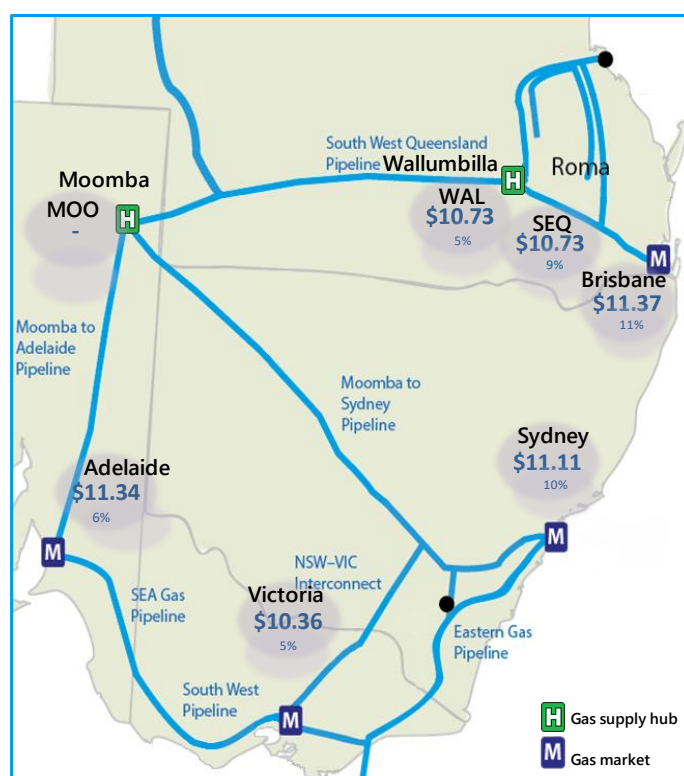 South West Queensland
Pipeline
Wallumbilla
Roma
Moomba
MOO
-
WAL
$10.73
5%
SEQ
$10.73
9%
H
H
M
Brisbane
$11.37
11%
Moomba to
Adelaide
Pipeline
Moomba to
Sydney
Pipeline
Sydney
$11.11
10%
Adelaide
$11.34
6%
M
M
NSW–VIC
Interconnect
SEA Gas
Pipeline
Victoria
$10.36
5%
Eastern Gas
Pipeline
South West
Pipeline
M
H Gas supply hub
M Gas market